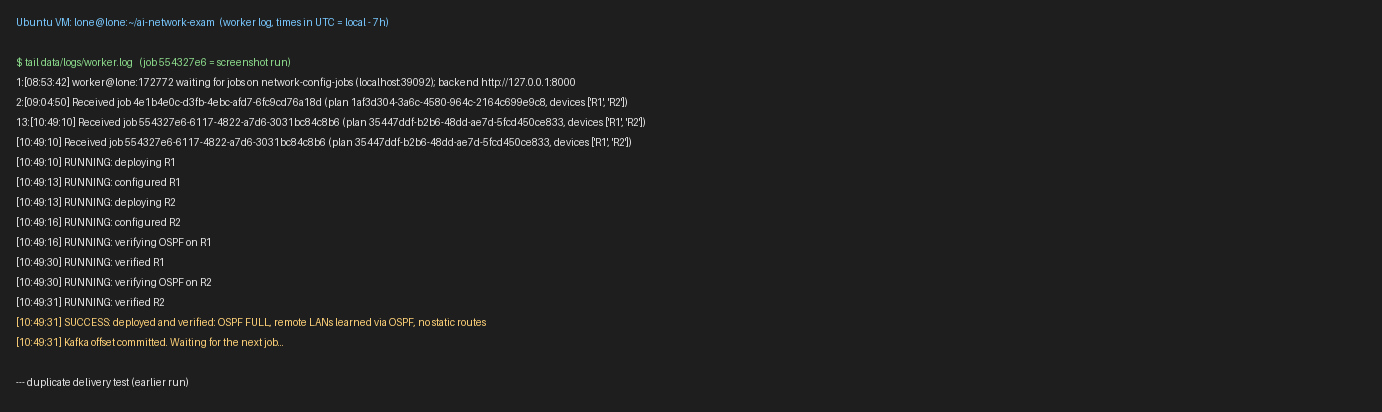 Ubuntu VM: lone@lone:~/ai-network-exam (worker log, times in UTC = local - 7h)
$ tail data/logs/worker.log (job 554327e6 = screenshot run)
1:[08:53:42] worker@lone:172772 waiting for jobs on network-config-jobs (localhost:39092); backend http://127.0.0.1:8000
2:[09:04:50] Received job 4e1b4e0c-d3fb-4ebc-afd7-6fc9cd76a18d (plan 1af3d304-3a6c-4580-964c-2164c699e9c8, devices ['R1', 'R2'])
13:[10:49:10] Received job 554327e6-6117-4822-a7d6-3031bc84c8b6 (plan 35447ddf-b2b6-48dd-ae7d-5fcd450ce833, devices ['R1', 'R2'])
[10:49:10] Received job 554327e6-6117-4822-a7d6-3031bc84c8b6 (plan 35447ddf-b2b6-48dd-ae7d-5fcd450ce833, devices ['R1', 'R2'])
[10:49:10] RUNNING: deploying R1
[10:49:13] RUNNING: configured R1
[10:49:13] RUNNING: deploying R2
[10:49:16] RUNNING: configured R2
[10:49:16] RUNNING: verifying OSPF on R1
[10:49:30] RUNNING: verified R1
[10:49:30] RUNNING: verifying OSPF on R2
[10:49:31] RUNNING: verified R2
[10:49:31] SUCCESS: deployed and verified: OSPF FULL, remote LANs learned via OSPF, no static routes
[10:49:31] Kafka offset committed. Waiting for the next job...
--- duplicate delivery test (earlier run)